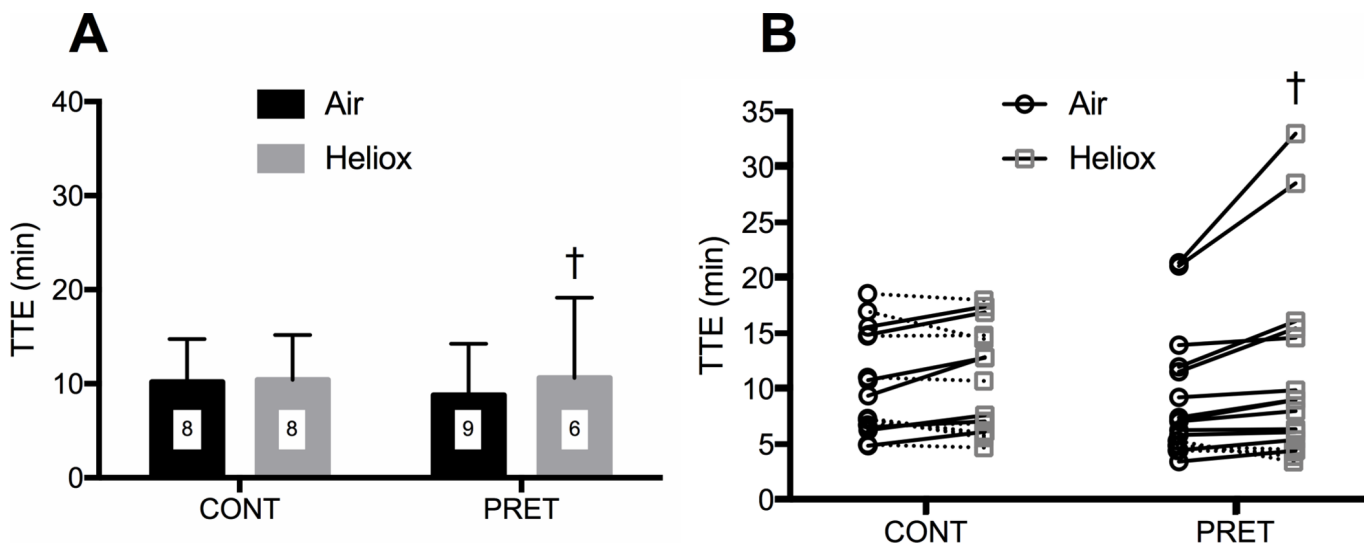 A
TTE (min)
40
30
20
10
0
Air
Heliox
†
8
8
9
6
CONT
PRET
B
TTE (min)
35
30
25
20
15
10
5
0
Air
Heliox
†
CONT
PRET